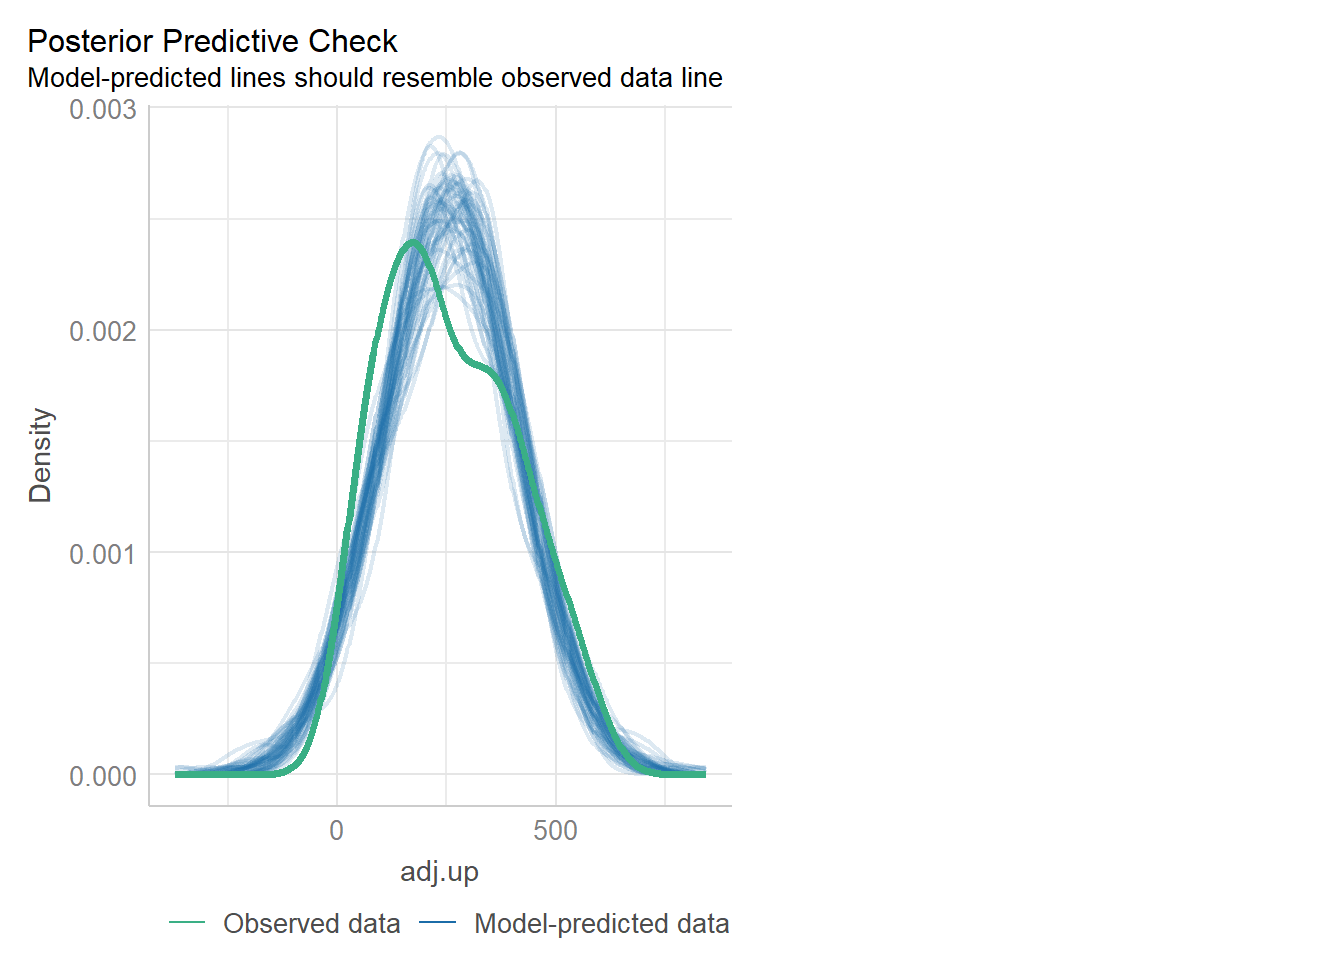 Posterior Predictive Check
Model-predicted lines should resemble observed data line
0.003
0.002
0.001
0.000
Density
0 500
adj.up
Observed data Model-predicted data